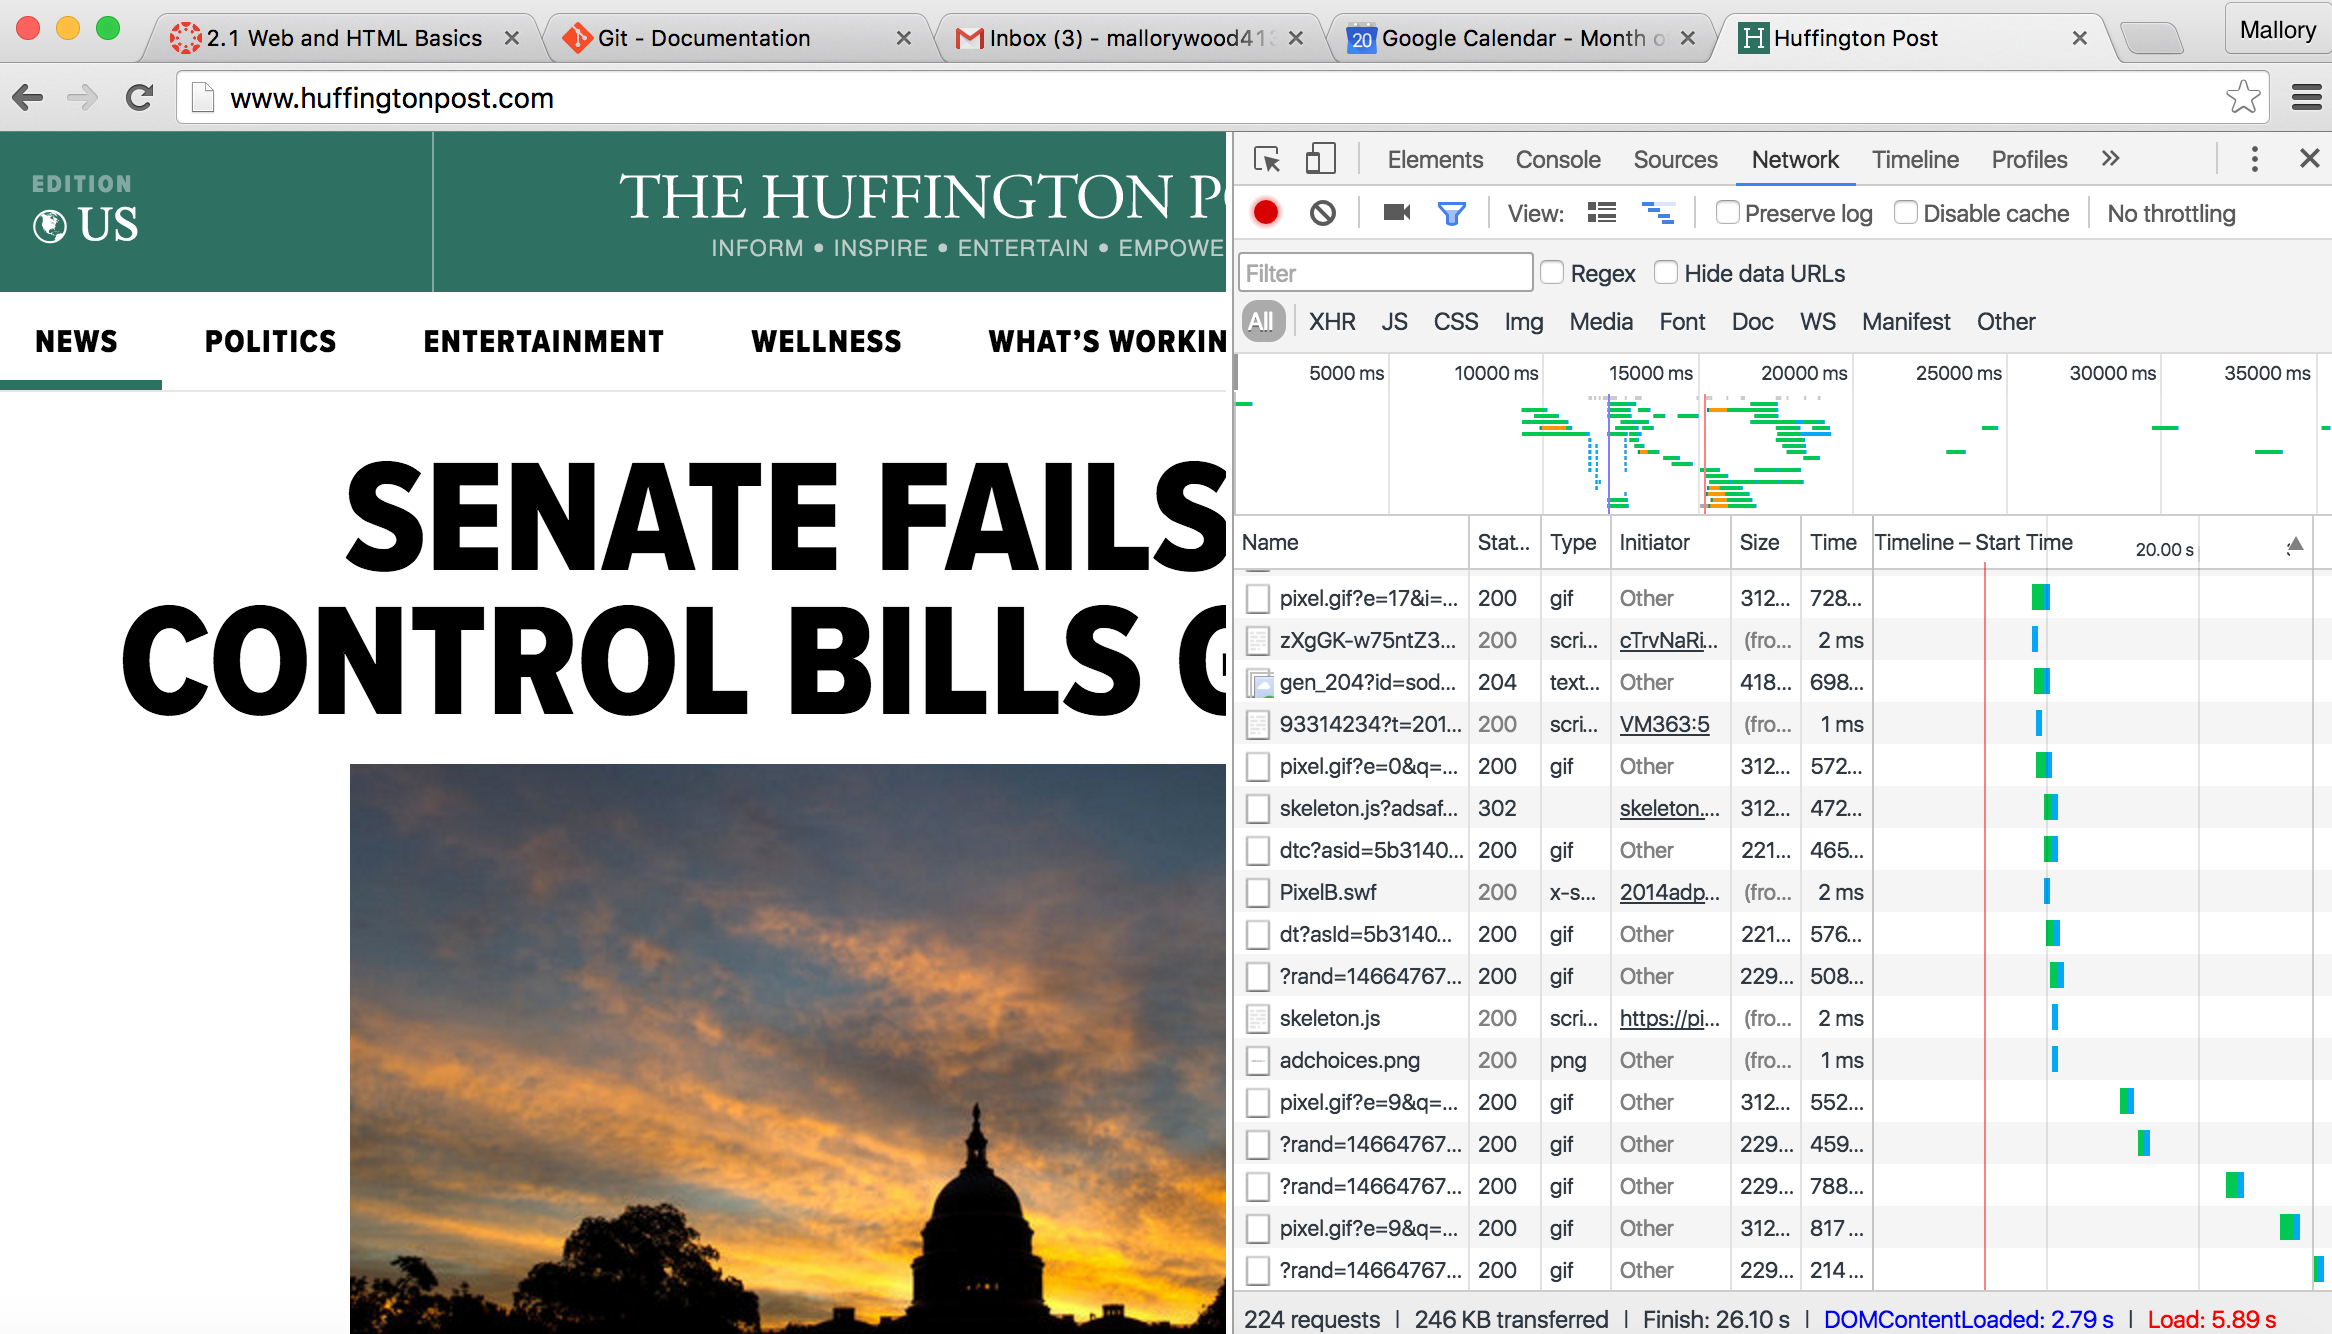 2.1 Web and HTML Basics
Git - Documentation
Inbox (3) - mallorywood413
Google Calendar - Month o
Huffington Post
Mallory
www.huffingtonpost.com
EDITION
US
THE HUFFINGTON P
INFORM • INSPIRE • ENTERTAIN • EMPOWE
NEWS POLITICS ENTERTAINMENT WELLNESS WHAT'S WORKIN
SENATE FAILS
CONTROL BILLS G
Elements Console Sources Network Timeline Profiles »
View: Preserve log Disable cache No throttling
Filter Regex Hide data URLs
All XHR JS CSS Img Media Font Doc WS Manifest Other
5000 ms 10000 ms 15000 ms 20000 ms 25000 ms 30000 ms 35000 ms
Name Stat... Type Initiator Size Time Timeline – Start Time 20.00 s
pixel.gif?e=17&i=... 200 gif Other 312... 728...
zXgGK-w75ntZ3... 200 scri... cTrvNaRi... (fro... 2 ms
gen_204?id=sod... 204 text... Other 418... 698...
93314234?t=201... 200 scri... VM363:5 (fro... 1 ms
pixel.gif?e=0&q=... 200 gif Other 312... 572...
skeleton.js?adsaf... 302 skeleton.... 312... 472...
dtc?asid=5b3140... 200 gif Other 221... 465...
PixelB.swf 200 x-s... 2014adp... (fro... 2 ms
dt?asId=5b3140... 200 gif Other 221... 576...
?rand=14664767... 200 gif Other 229... 508...
skeleton.js 200 scri... https://pi... (fro... 2 ms
adchoices.png 200 png Other (fro... 1 ms
pixel.gif?e=9&q=... 200 gif Other 312... 552...
?rand=14664767... 200 gif Other 229... 459...
?rand=14664767... 200 gif Other 229... 788...
pixel.gif?e=9&q=... 200 gif Other 312... 817...
?rand=14664767... 200 gif Other 229... 214...
224 requests | 246 KB transferred | Finish: 26.10 s | DOMContentLoaded: 2.79 s | Load: 5.89 s